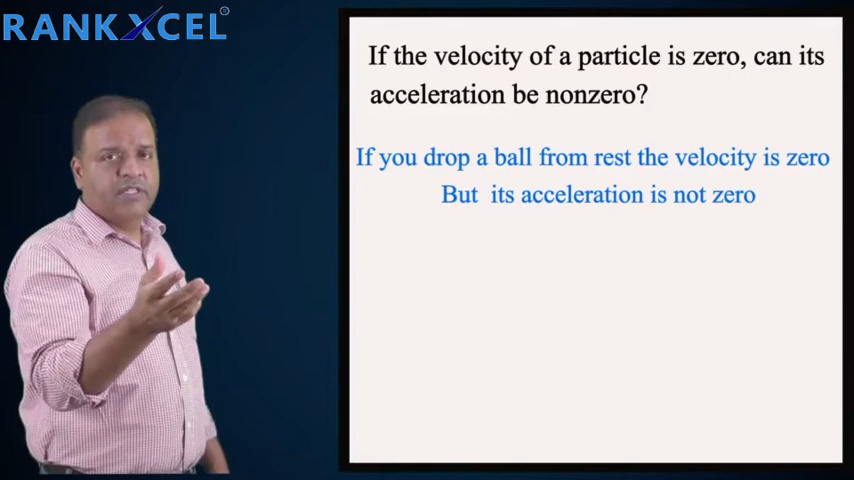 RANKXCEL®
If the velocity of a particle is zero, can its
acceleration be nonzero?
If you drop a ball from rest the velocity is zero
But its acceleration is not zero